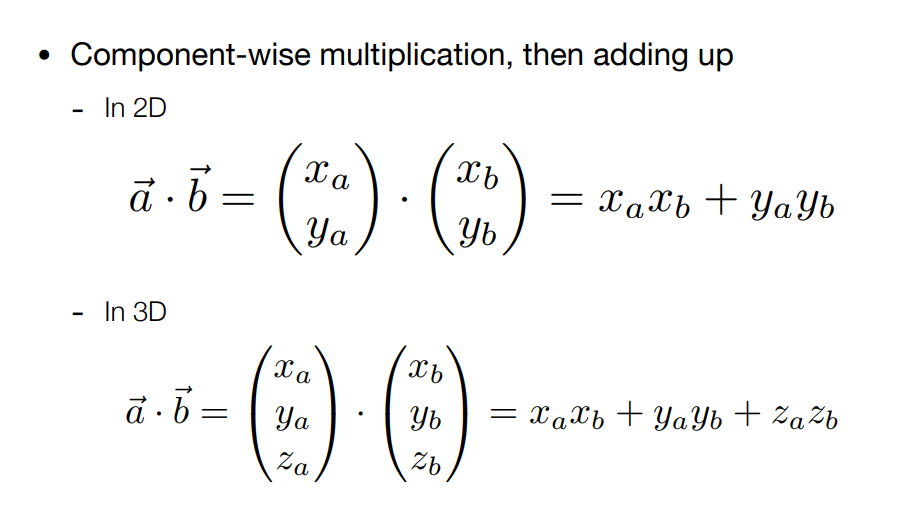 • Component-wise multiplication, then adding up
- In 2D
$\vec{a} \cdot \vec{b} = \begin{pmatrix} x_a \\ y_a \end{pmatrix} \cdot \begin{pmatrix} x_b \\ y_b \end{pmatrix} = x_a x_b + y_a y_b$
- In 3D
$\vec{a} \cdot \vec{b} = \begin{pmatrix} x_a \\ y_a \\ z_a \end{pmatrix} \cdot \begin{pmatrix} x_b \\ y_b \\ z_b \end{pmatrix} = x_a x_b + y_a y_b + z_a z_b$